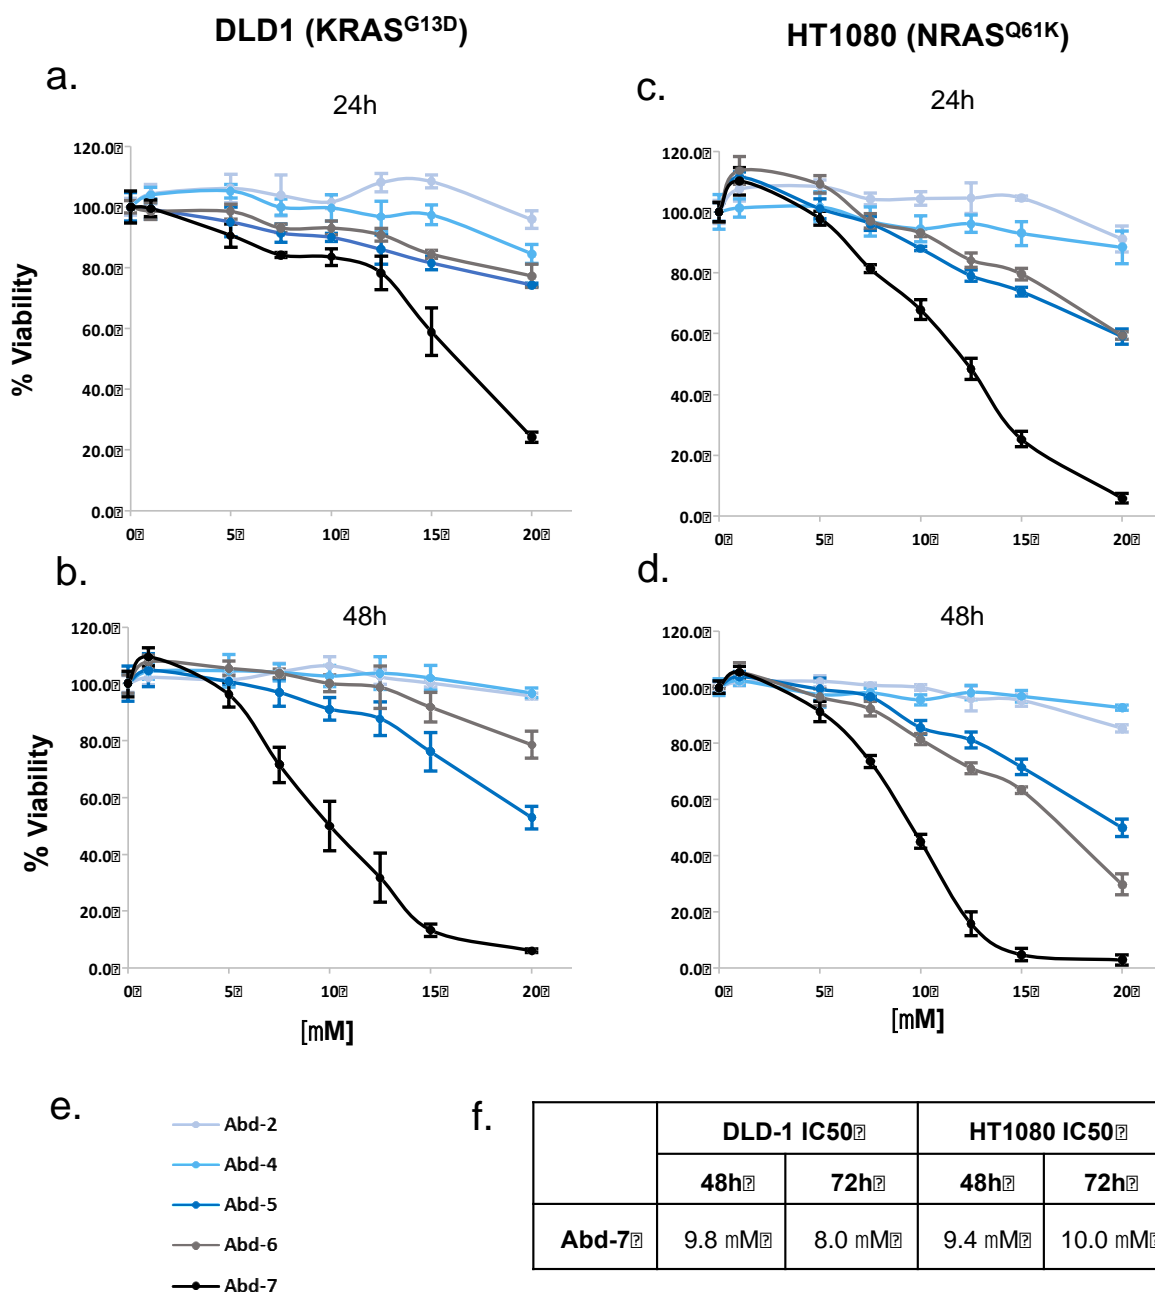 DLD1 (KRASG13D)
HT1080 (NRASQ61K)
a.
24h
120.0
100.0
80.0
60.0
40.0
20.0
0.0
0 5 10 15 20
% Viability
c.
24h
120.0
100.0
80.0
60.0
40.0
20.0
0.0
0 5 10 15 20
b.
48h
120.0
100.0
80.0
60.0
40.0
20.0
0.0
0 5 10 15 20
% Viability
[mM]
d.
48h
120.0
100.0
80.0
60.0
40.0
20.0
0.0
0 5 10 15 20
[mM]
e.
Abd-2
Abd-4
Abd-5
Abd-6
Abd-7
f.
DLD-1 IC50 HT1080 IC50
48h 72h 48h 72h
Abd-7 9.8 mM 8.0 mM 9.4 mM 10.0 mM